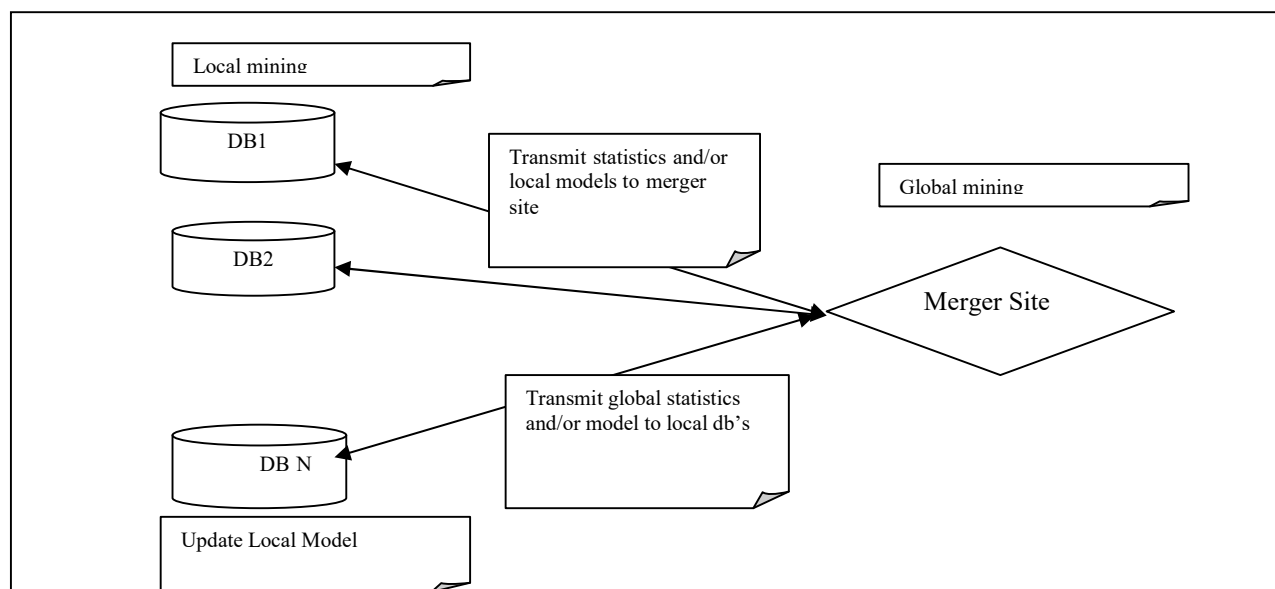 Local mining
DB1
Transmit statistics and/or
local models to merger
site
Global mining
DB2
Merger Site
Transmit global statistics
and/or model to local db's
DB N
Update Local Model